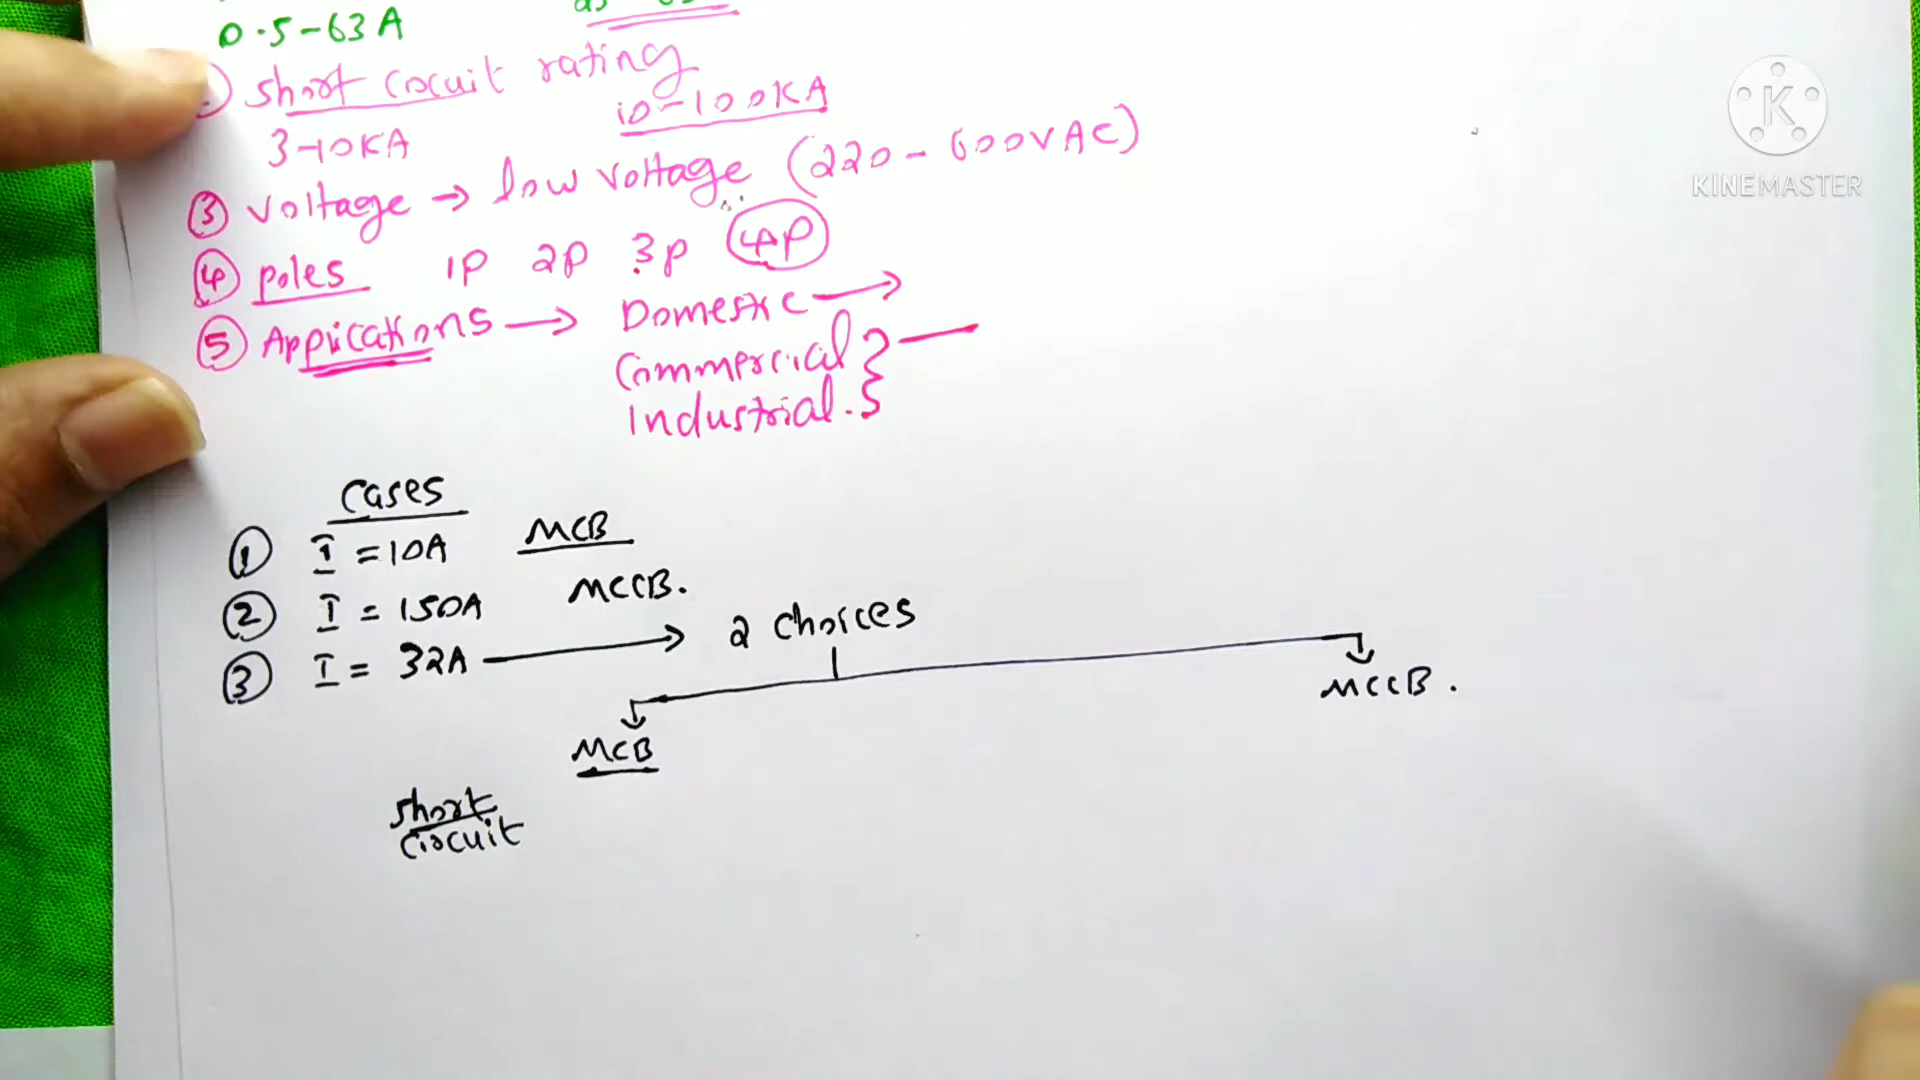 0.5-63A
short circuit rating
3-10KA 10-100KA
③ voltage → low voltage (220-600VAC)
④ poles 1P 2P 3P 4P
⑤ Applications → Domestic →
Commercial
Industrial.
Cases
① I = 10A MCB
② I = 150A MCCB.
③ I = 32A → 2 choices
MCCB.
MCB
short
circuit
K
KINEMASTER